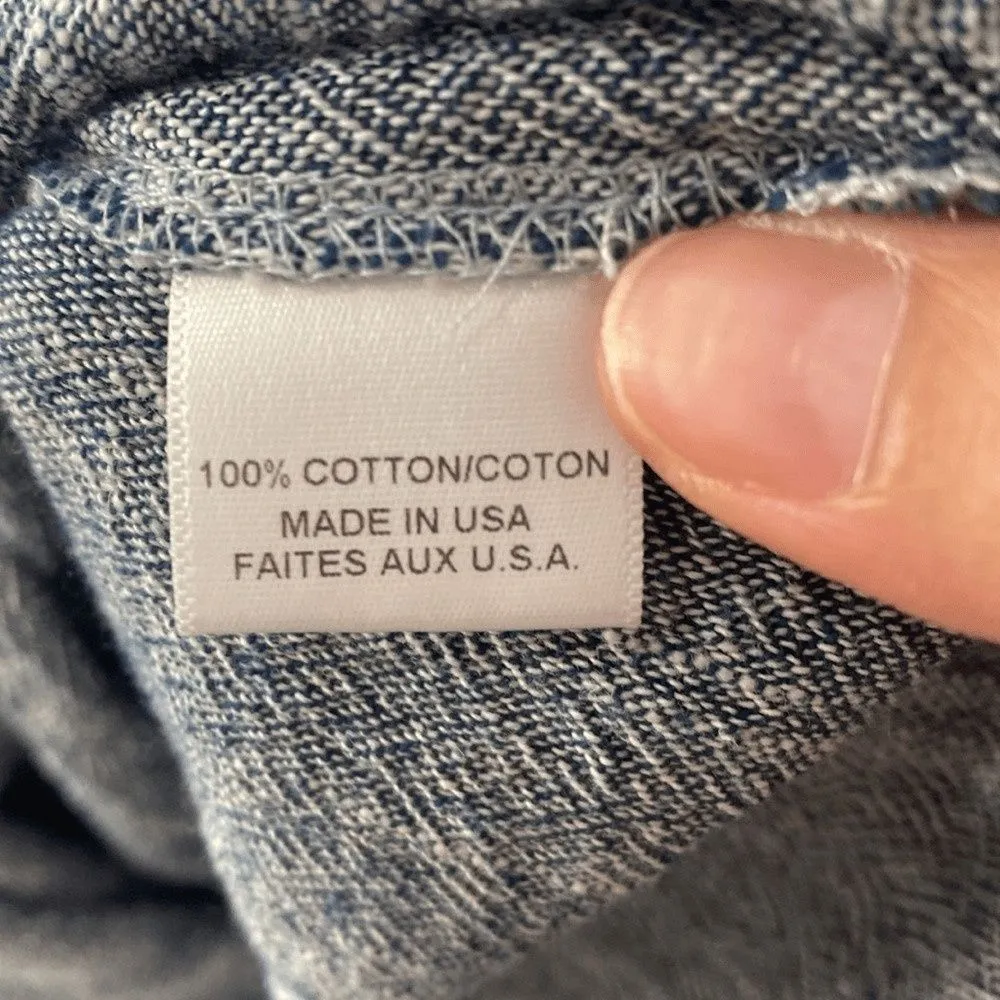 100% COTTON/COTON
MADE IN USA
FAITES AUX U.S.A.